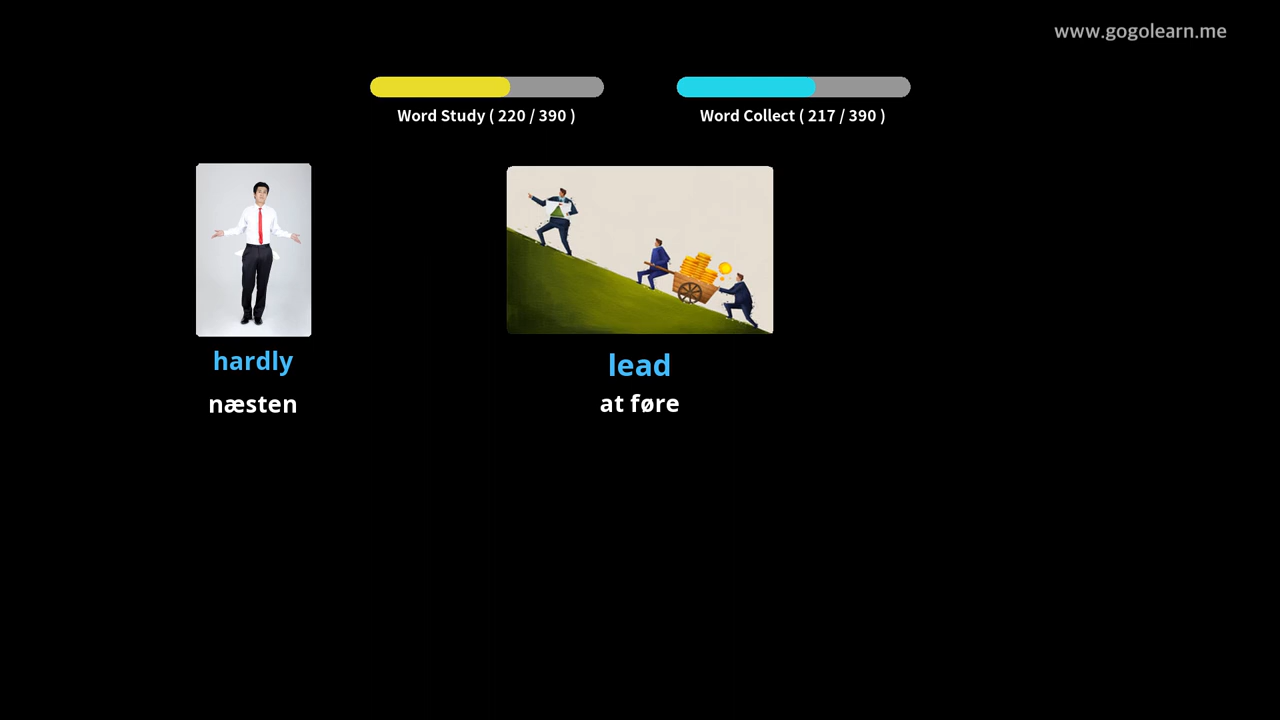 www.gogolearn.me
Word Study ( 220 / 390 )
Word Collect ( 217 / 390 )
hardly
næsten
lead
at føre